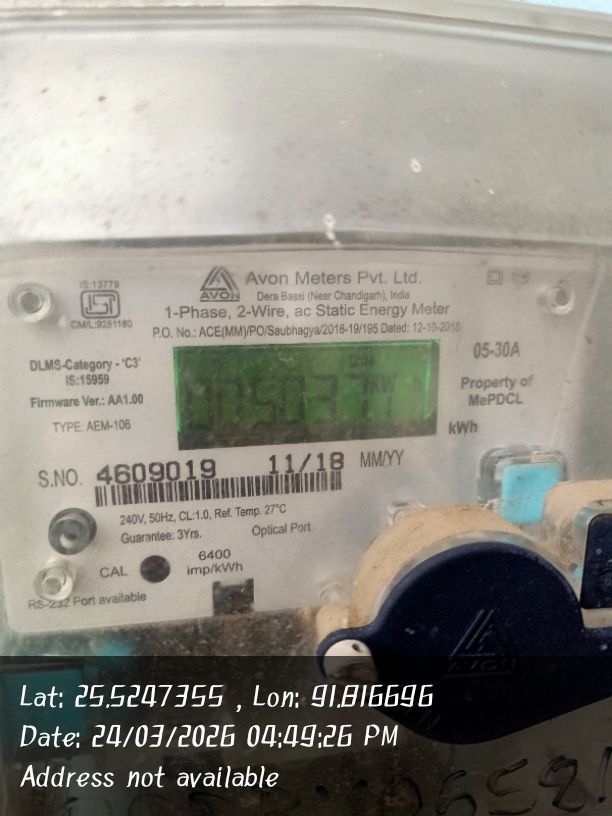 IS:13779
ISI
CM/L:9281180
AVON
Avon Meters Pvt. Ltd.
Dera Bassi (Near Chandigarh), India
1-Phase, 2-Wire, ac Static Energy Meter
P.O. No.: ACE(MM)/PO/Saubhagya/2018-19/195 Dated: 12-10-2018
DLMS-Category - 'C3'
IS:15959
Firmware Ver.: AA1.00
TYPE: AEM-106
KW h
05-30A
Property of
MePDCL
kWh
S.NO. 4609019 11/18 MM/YY
240V, 50Hz, CL:1.0, Ref. Temp. 27°C
Guarantee: 3Yrs. Optical Port
CAL 6400
imp/kWh
RS-232 Port available
AVON
Lat: 25.5247355 , Lon: 91.816696
Date: 24/03/2026 04:49:26 PM
Address not available